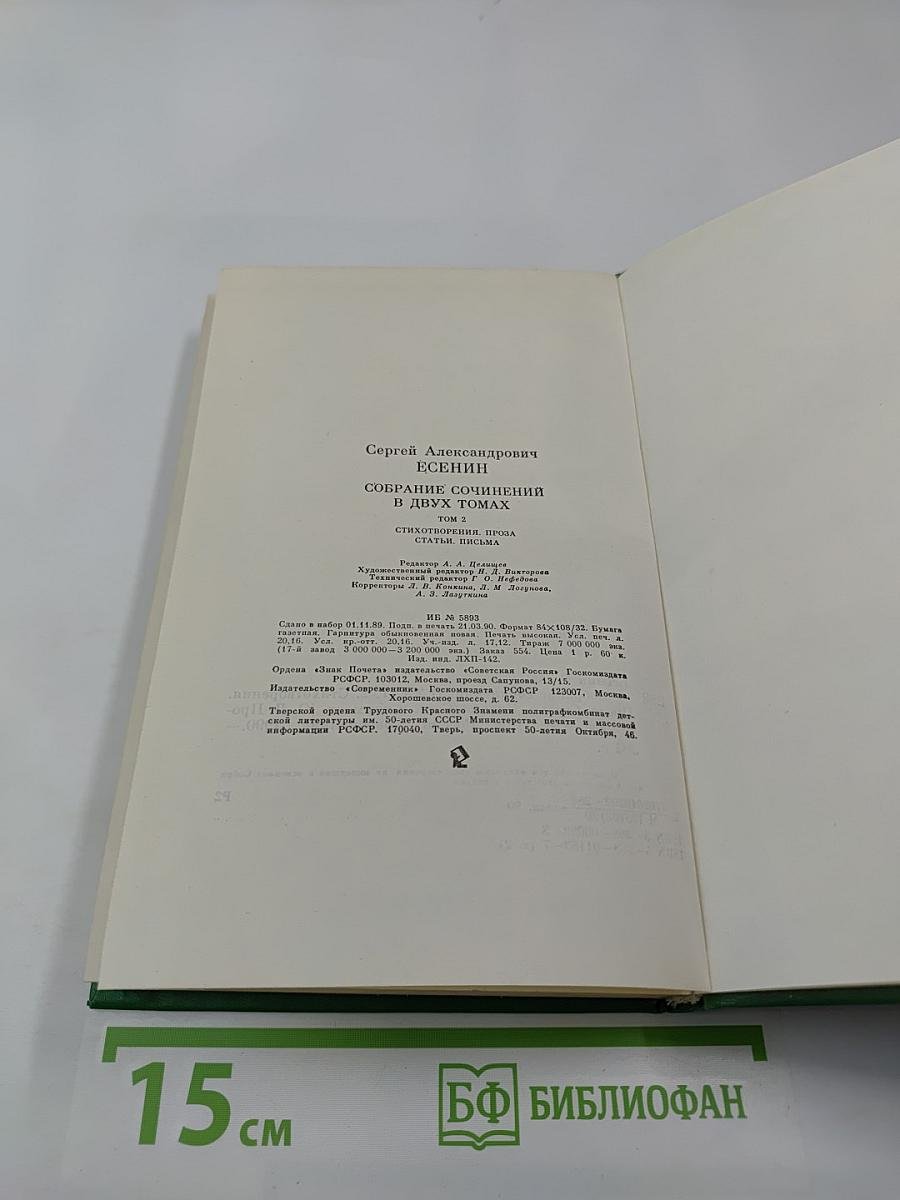 Сергей Александрович
ЕСЕНИН
СОБРАНИЕ СОЧИНЕНИЙ
В ДВУХ ТОМАХ
ТОМ 2
СТИХОТВОРЕНИЯ. ПРОЗА
СТАТЬИ. ПИСЬМА
Редактор А. А. Целищев
Художественный редактор Н. Д. Викторова
Технический редактор Г. О. Нефедова
Корректоры Л. В. Конкина, Л. М. Логунова,
А. З. Лазуткина
ИБ № 5893
Сдано в набор 01.11.89. Подп. в печать 21.03.90. Формат 84×108/32. Бумага
газетная. Гарнитура обыкновенная новая. Печать высокая. Усл. печ. л.
20,16. Усл. кр.-отт. 20,16. Уч.-изд. л. 17,12. Тираж 7 000 000 экз.
(17-й завод 3 000 000—3 200 000 экз.) Заказ 554. Цена 1 р. 60 к.
Изд. инд. ЛХП-142.
Ордена «Знак Почета» издательство «Советская Россия» Госкомиздата
РСФСР. 103012, Москва, проезд Сапунова, 13/15.
Издательство «Современник» Госкомиздата РСФСР 123007, Москва,
Хорошевское шоссе, д. 62.
Тверской ордена Трудового Красного Знамени полиграфкомбинат дет-
ской литературы им. 50-летия СССР Министерства печати и массовой
информации РСФСР. 170040, Тверь, проспект 50-летия Октября, 46.
15 см
БФ БИБЛИОФАН